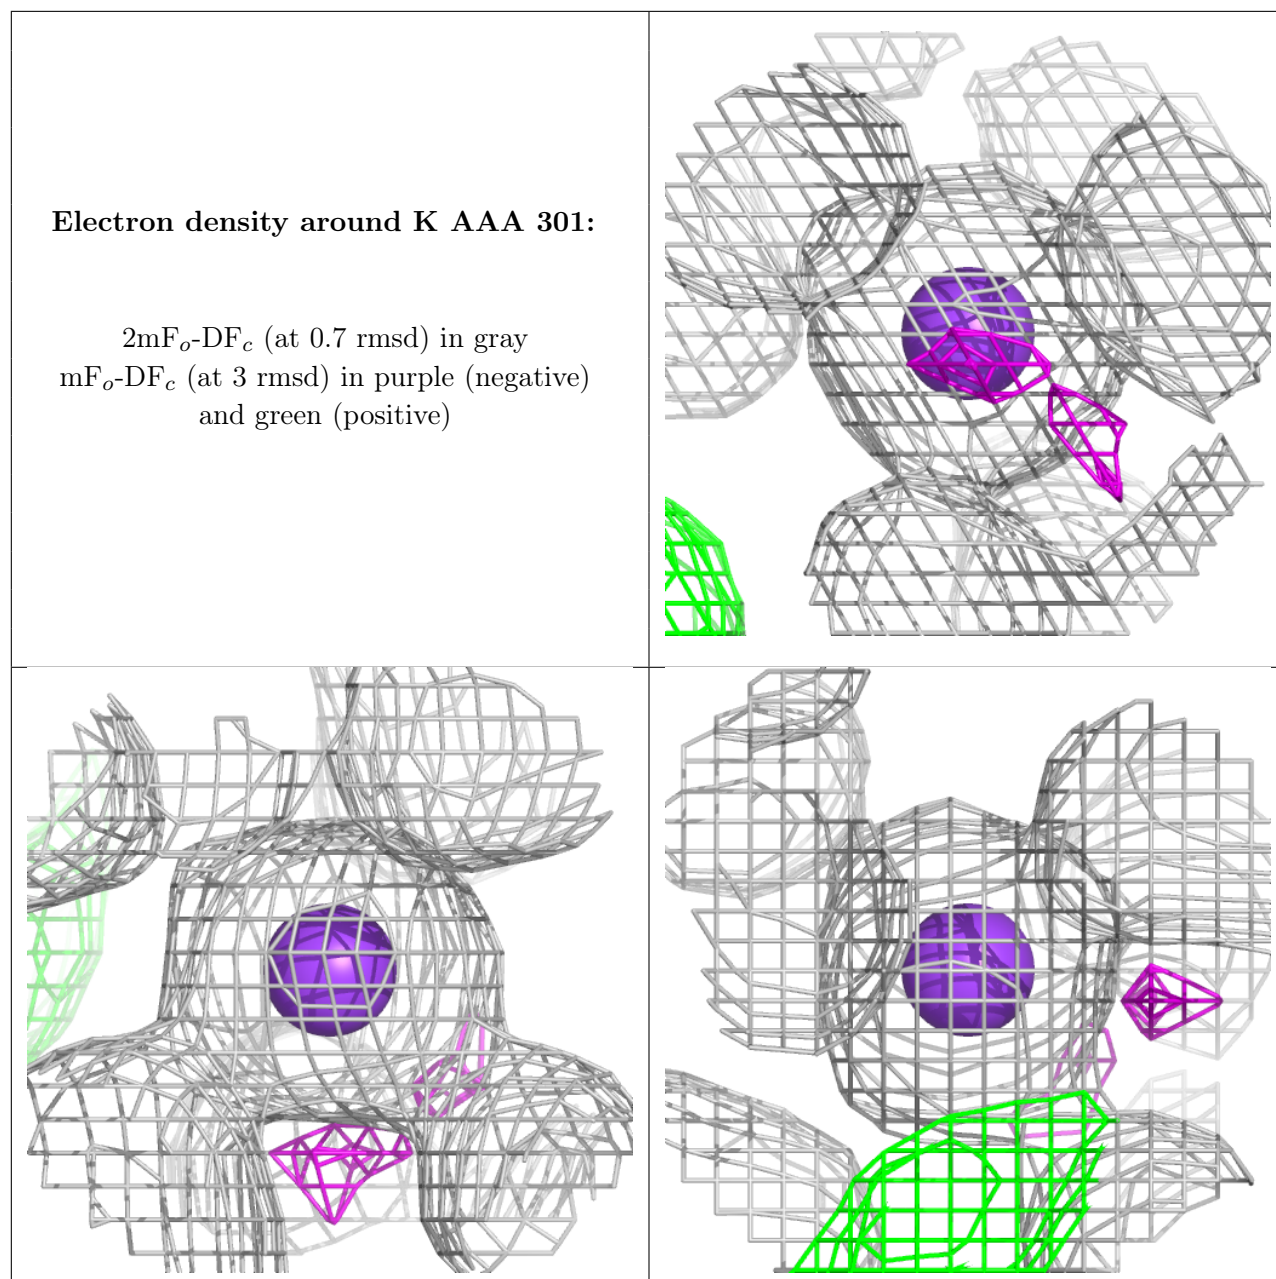 Electron density around K AAA 301:
2mFo-DFc (at 0.7 rmsd) in gray
mFo-DFc (at 3 rmsd) in purple (negative)
and green (positive)